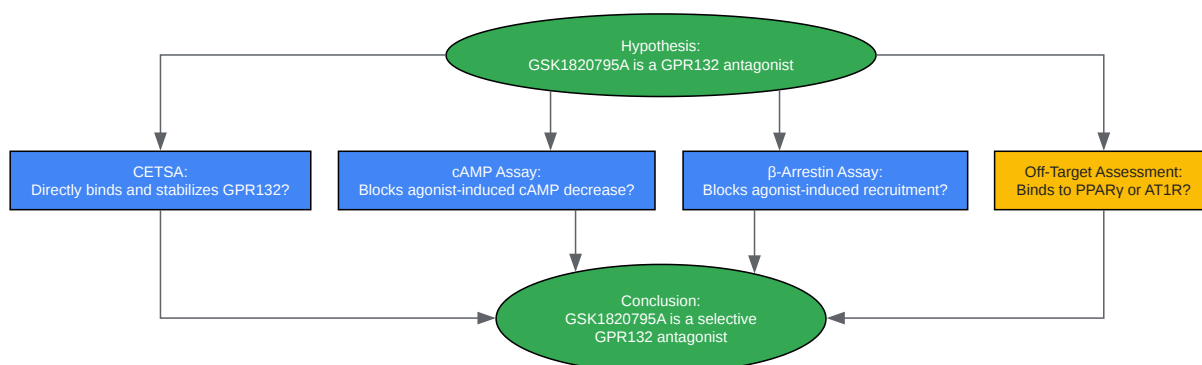 Hypothesis:
GSK1820795A is a GPR132 antagonist
CETSA:
Directly binds and stabilizes GPR132?
cAMP Assay:
Blocks agonist-induced cAMP decrease?
β-Arrestin Assay:
Blocks agonist-induced recruitment?
Off-Target Assessment:
Binds to PPARγ or AT1R?
Conclusion:
GSK1820795A is a selective
GPR132 antagonist